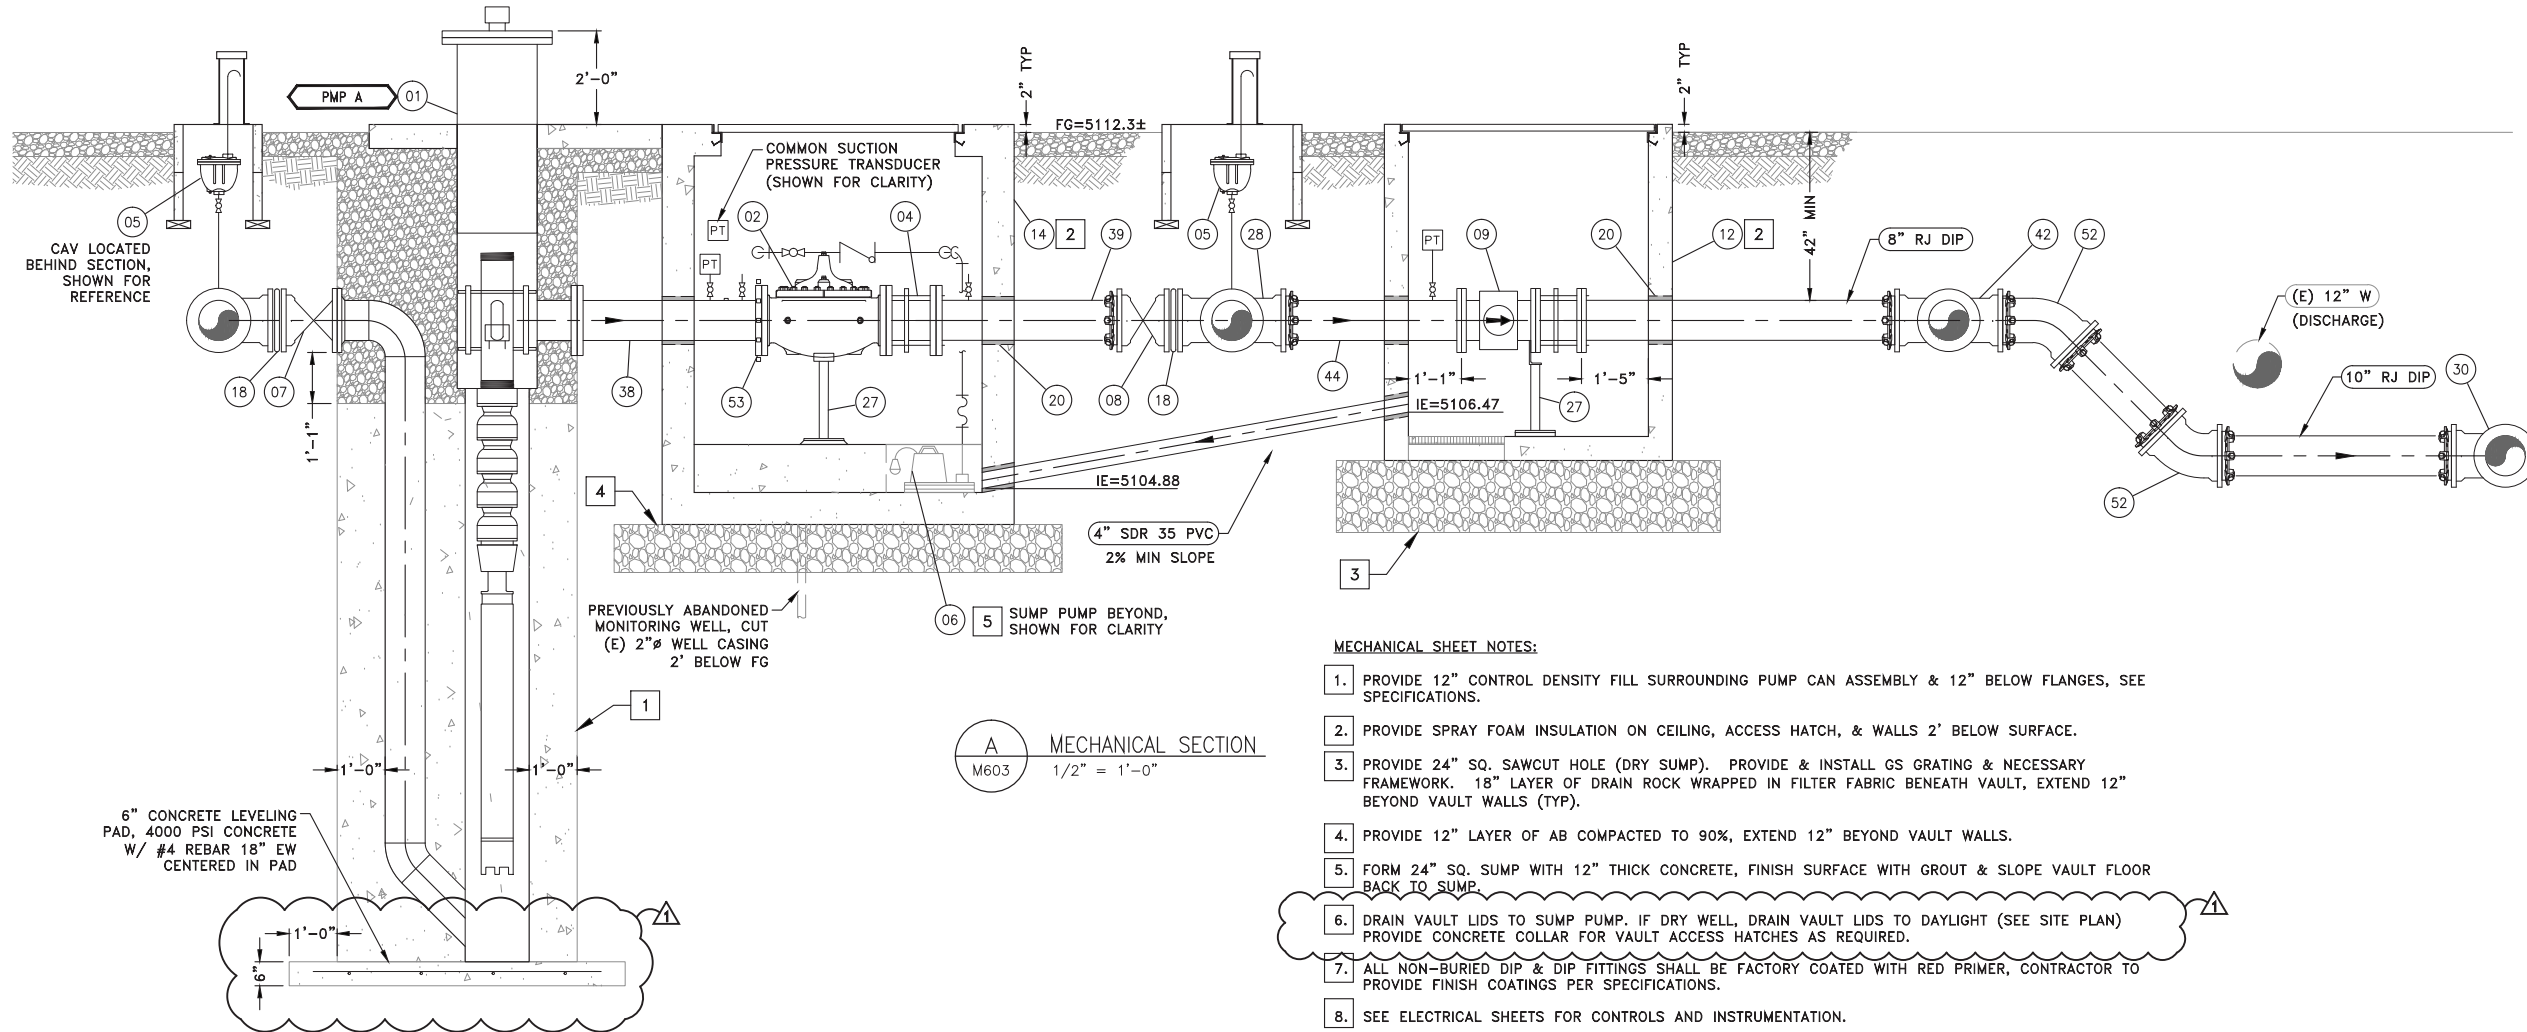 PMP A
01
2'-0"
2" TYP
FG=5112.3±
2" TYP
COMMON SUCTION
PRESSURE TRANSDUCER
(SHOWN FOR CLARITY)
05
CAV LOCATED
BEHIND SECTION,
SHOWN FOR
REFERENCE
PT
PT
02
04
14
2
39
05
28
PT
09
20
12
2
42" MIN
8" RJ DIP
42
52
(E) 12" W
(DISCHARGE)
18
07
1'-1"
38
53
27
20
08
18
44
1'-1"
1'-5"
IE=5106.47
27
10" RJ DIP
30
4
IE=5104.88
4" SDR 35 PVC
2% MIN SLOPE
3
52
PREVIOUSLY ABANDONED
MONITORING WELL, CUT
(E) 2"ø WELL CASING
2' BELOW FG
06
5
SUMP PUMP BEYOND,
SHOWN FOR CLARITY
1
1'-0"
1'-0"
6" CONCRETE LEVELING
PAD, 4000 PSI CONCRETE
W/ #4 REBAR 18" EW
CENTERED IN PAD
1
1'-0"
6"
A
M603
MECHANICAL SECTION
1/2" = 1'-0"
MECHANICAL SHEET NOTES:
1. PROVIDE 12" CONTROL DENSITY FILL SURROUNDING PUMP CAN ASSEMBLY & 12" BELOW FLANGES, SEE
SPECIFICATIONS.
2. PROVIDE SPRAY FOAM INSULATION ON CEILING, ACCESS HATCH, & WALLS 2' BELOW SURFACE.
3. PROVIDE 24" SQ. SAWCUT HOLE (DRY SUMP). PROVIDE & INSTALL GS GRATING & NECESSARY
FRAMEWORK. 18" LAYER OF DRAIN ROCK WRAPPED IN FILTER FABRIC BENEATH VAULT, EXTEND 12"
BEYOND VAULT WALLS (TYP).
4. PROVIDE 12" LAYER OF AB COMPACTED TO 90%, EXTEND 12" BEYOND VAULT WALLS.
5. FORM 24" SQ. SUMP WITH 12" THICK CONCRETE, FINISH SURFACE WITH GROUT & SLOPE VAULT FLOOR
BACK TO SUMP.
6. DRAIN VAULT LIDS TO SUMP PUMP. IF DRY WELL, DRAIN VAULT LIDS TO DAYLIGHT (SEE SITE PLAN)
PROVIDE CONCRETE COLLAR FOR VAULT ACCESS HATCHES AS REQUIRED.
1
7. ALL NON-BURIED DIP & DIP FITTINGS SHALL BE FACTORY COATED WITH RED PRIMER, CONTRACTOR TO
PROVIDE FINISH COATINGS PER SPECIFICATIONS.
8. SEE ELECTRICAL SHEETS FOR CONTROLS AND INSTRUMENTATION.